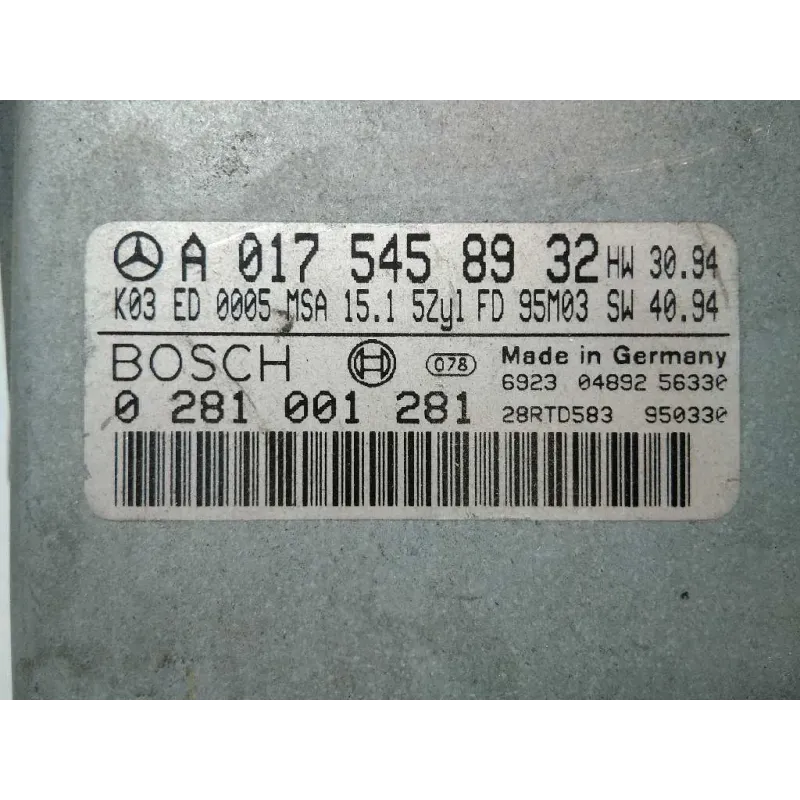 A 017 545 89 32 HW 30.94
K03 ED 0005 MSA 15.1 5Zyl FD 95M03 SW 40.94
BOSCH 078 Made in Germany
6923 04892 56330
0 281 001 281 28RTD583 950330